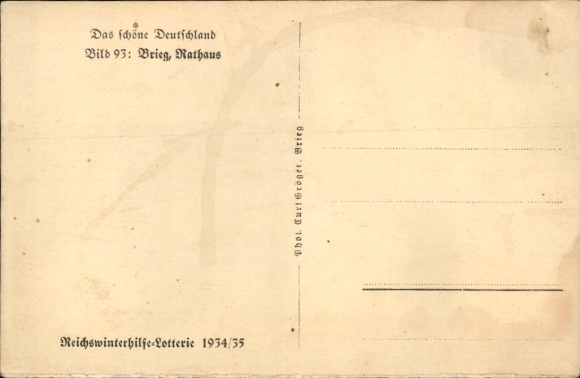 Das schöne Deutschland
Bild 93: Brieg, Rathaus
Phot. Curt Gröger, Brieg
Reichswinterhilfe-Lotterie 1934/35